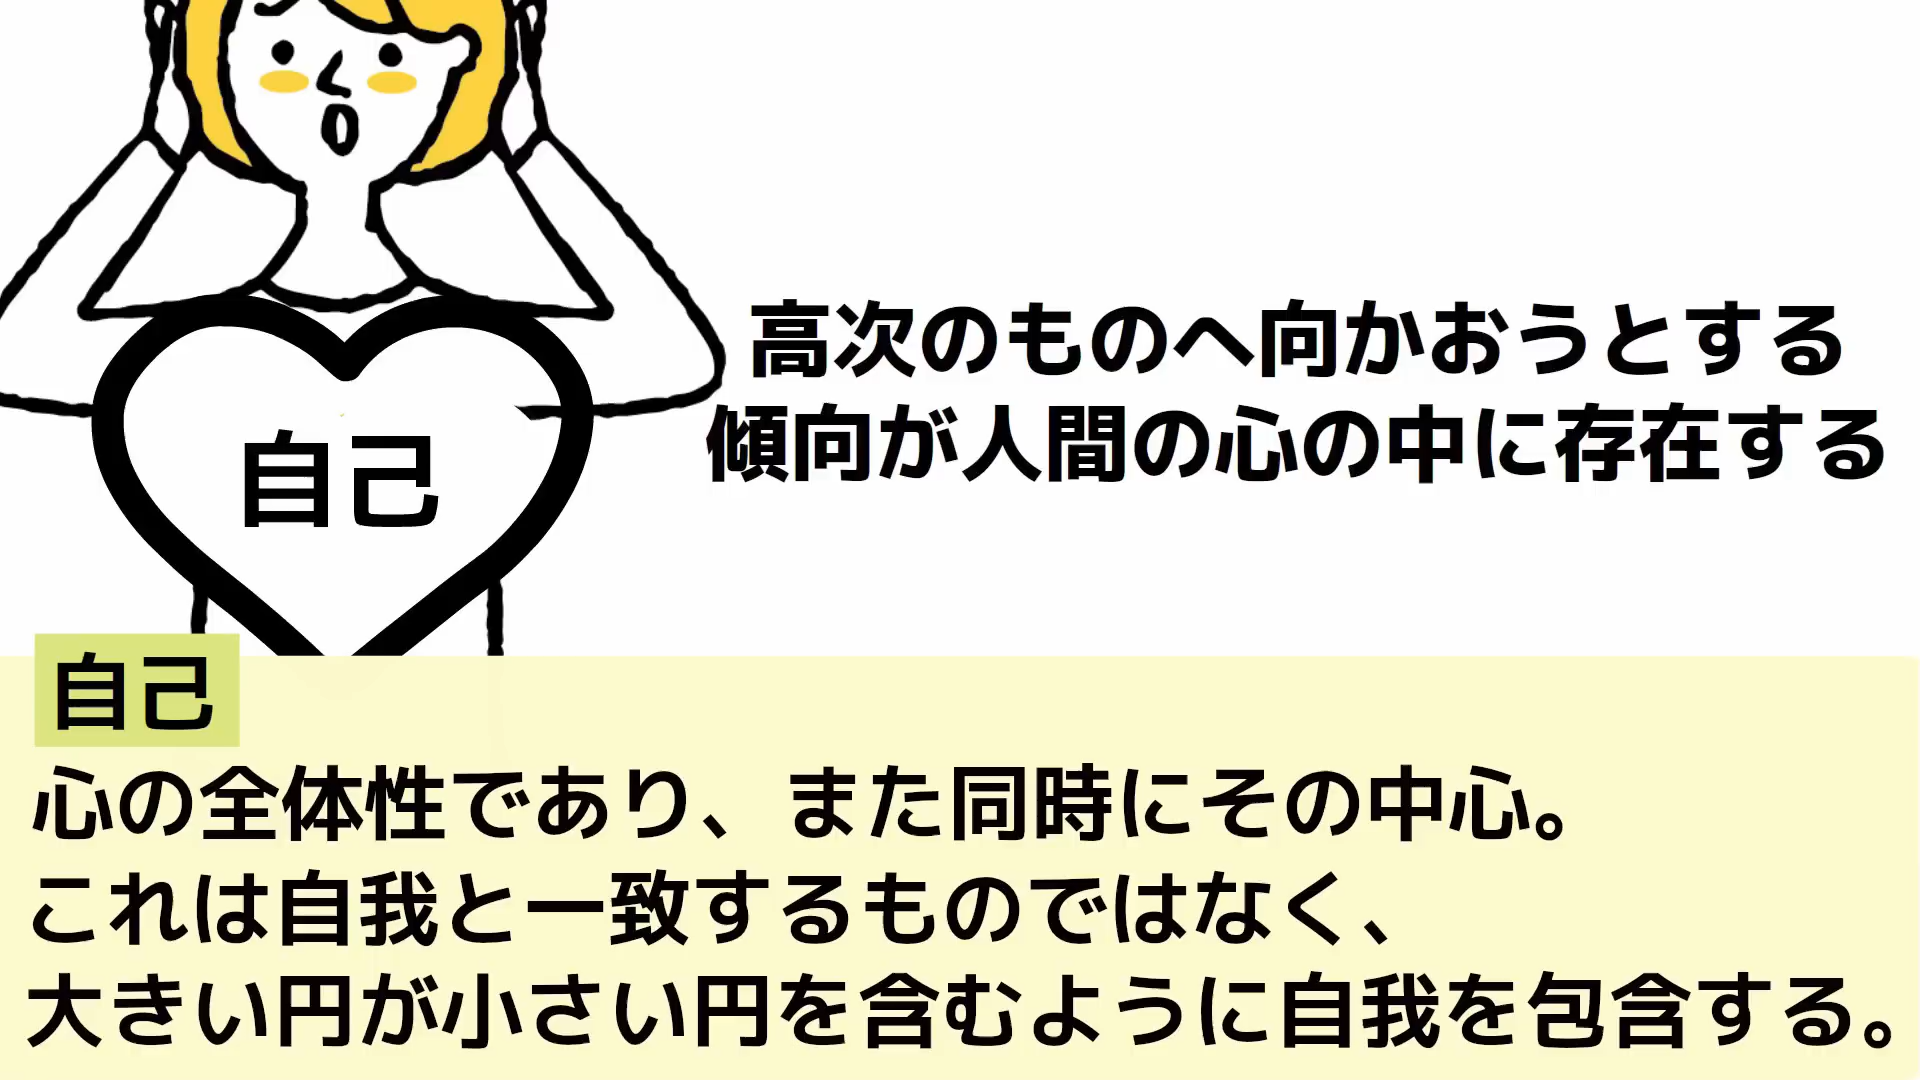 高次のものへ向かおうとする
傾向が人間の心の中に存在する
自己
自己
心の全体性であり、また同時にその中心。
これは自我と一致するものではなく、
大きい円が小さい円を含むように自我を包含する。